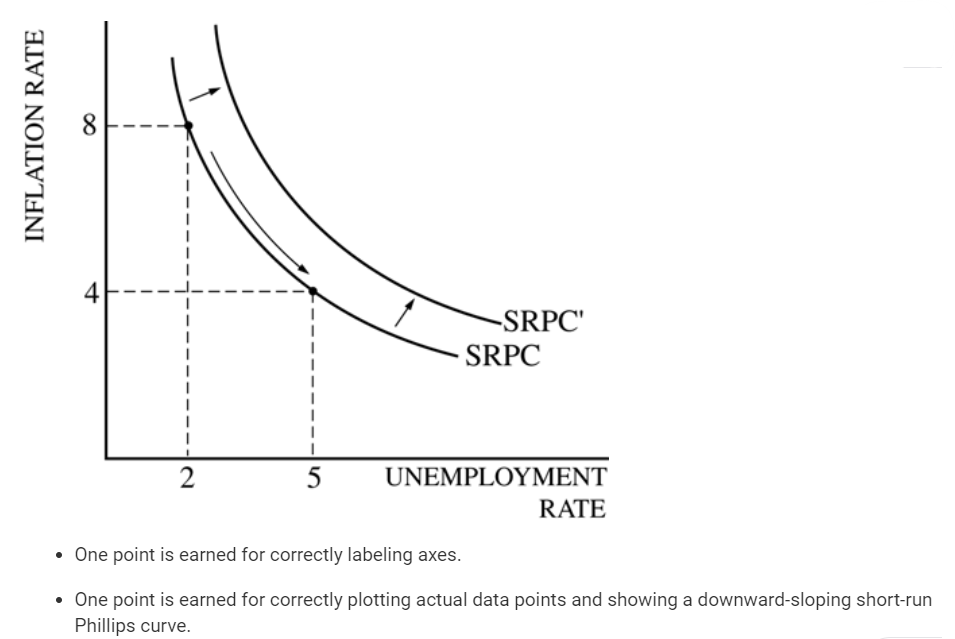 INFLATION RATE
8
4
SRPC'
SRPC
2
5
UNEMPLOYMENT
RATE
• One point is earned for correctly labeling axes.
• One point is earned for correctly plotting actual data points and showing a downward-sloping short-run
Phillips curve.